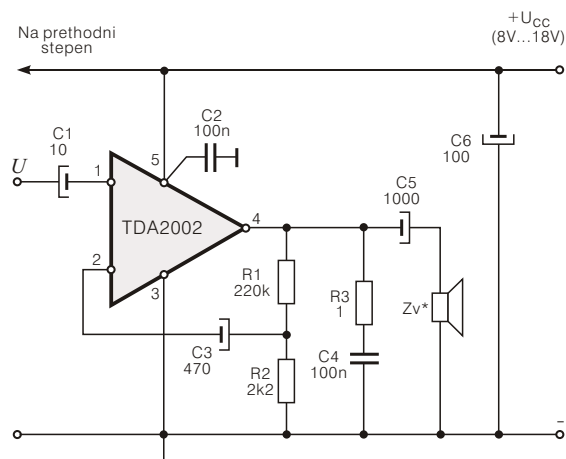 Na prethodni
stepen
+UCC
(8V...18V)
C1
10
C2
100n
C6
100
U
1
5
C5
1000
TDA2002
4
2
3
R1
220k
R3
1
Zv*
C3
470
R2
2k2
C4
100n
-